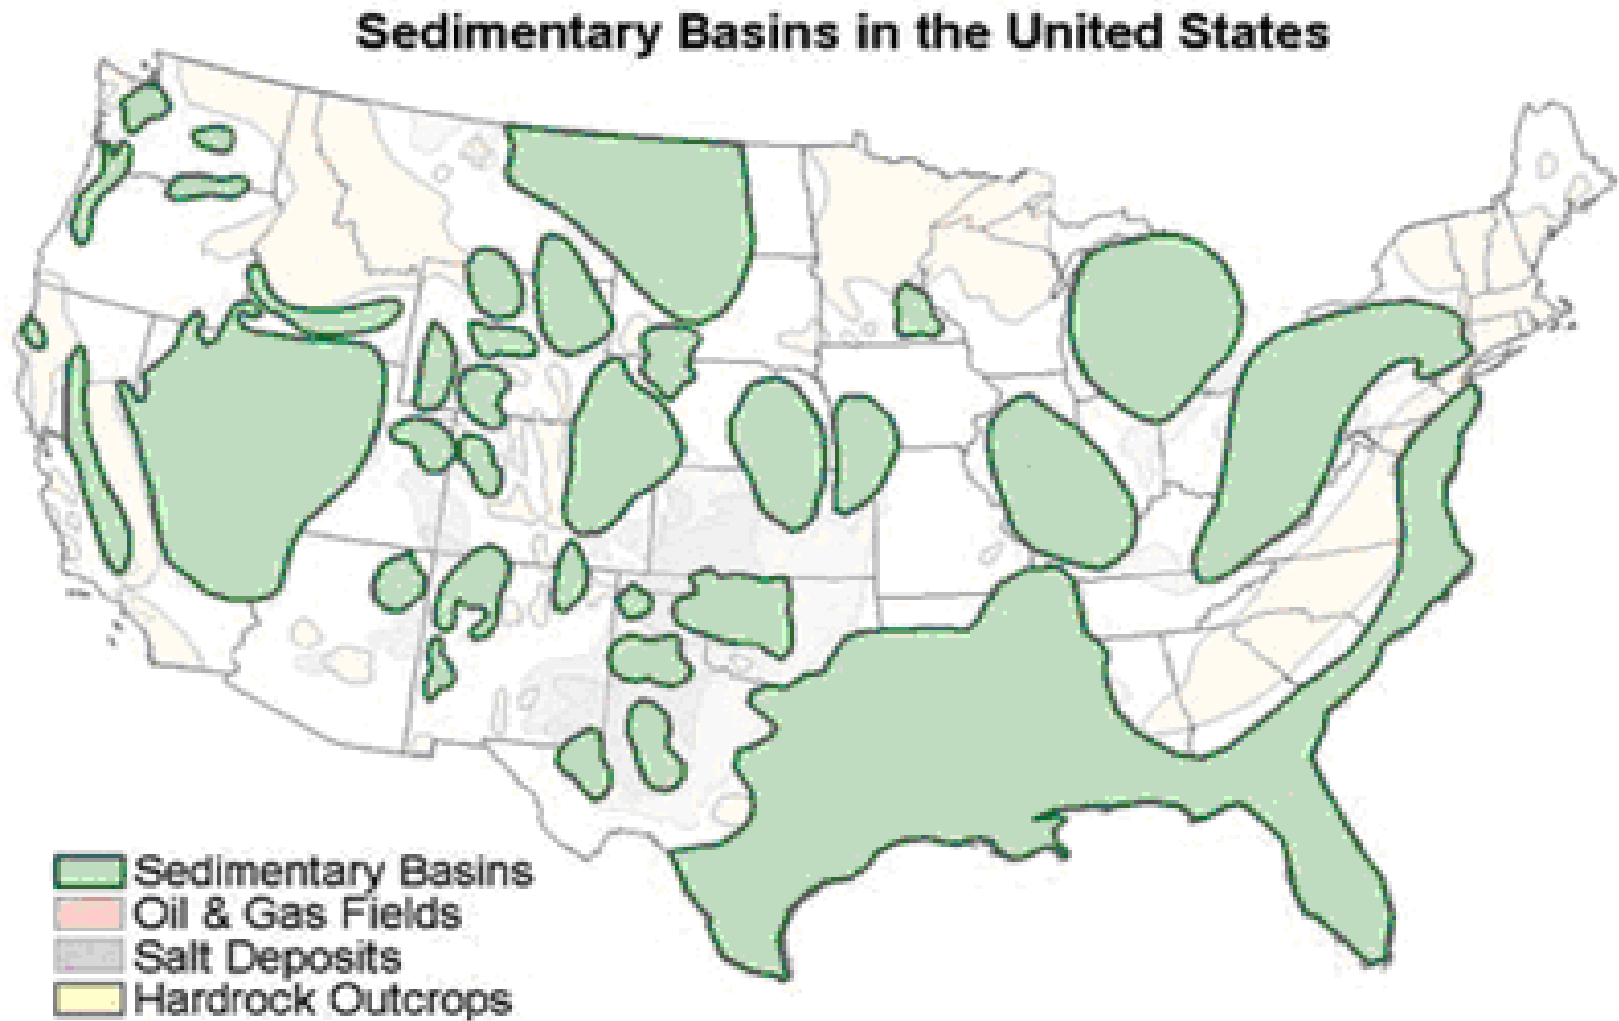 Sedimentary Basins in the United States
Sedimentary Basins
Oil & Gas Fields
Salt Deposits
Hardrock Outcrops